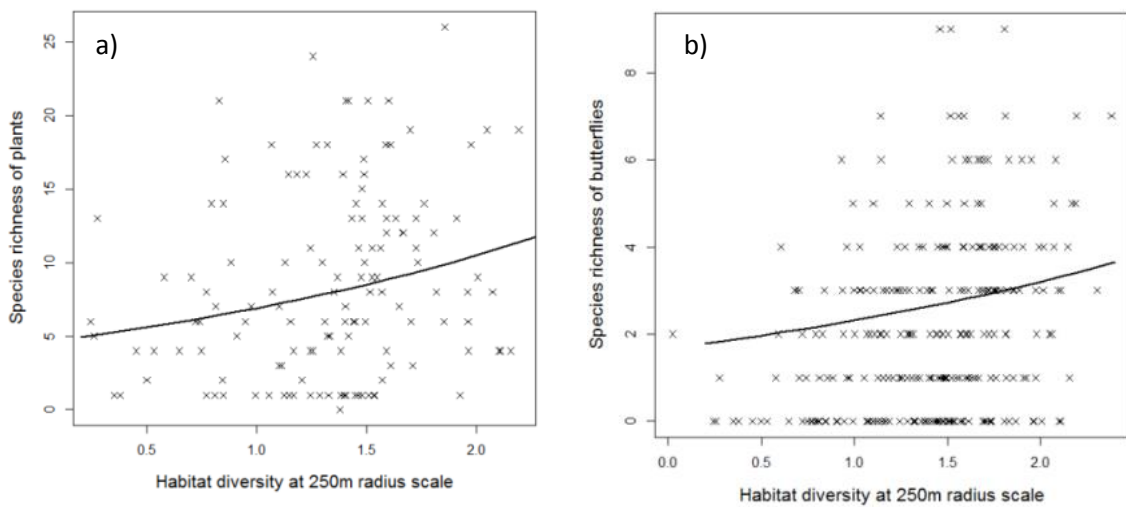 a)
Species richness of plants
0
5
10
15
20
25
0.5 1.0 1.5 2.0
Habitat diversity at 250m radius scale
b)
Species richness of butterflies
0
2
4
6
8
0.0 0.5 1.0 1.5 2.0
Habitat diversity at 250m radius scale